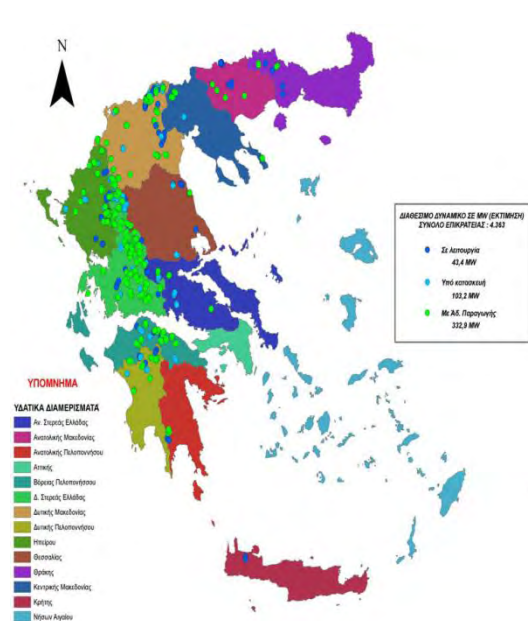 N
ΔΙΑΘΕΣΙΜΟ ΔΥΝΑΜΙΚΟ ΣΕ MW (ΕΚΤΙΜΗΣΗ)
ΣΥΝΟΛΟ ΕΠΙΚΡΑΤΕΙΑΣ : 4.363
Σε λειτουργία
43,4 MW
Υπό κατασκευή
103,2 MW
Με Άδ. Παραγωγής
332,9 MW
ΥΠΟΜΝΗΜΑ
ΥΔΑΤΙΚΑ ΔΙΑΜΕΡΙΣΜΑΤΑ
Αν. Στερεάς Ελλάδας
Ανατολικής Μακεδονίας
Ανατολικής Πελοποννήσου
Αττικής
Βόρειας Πελοποννήσου
Δ. Στερεάς Ελλάδας
Δυτικής Μακεδονίας
Δυτικής Πελοποννήσου
Ηπείρου
Θεσσαλίας
Θράκης
Κεντρικής Μακεδονίας
Κρήτης
Νήσων Αιγαίου